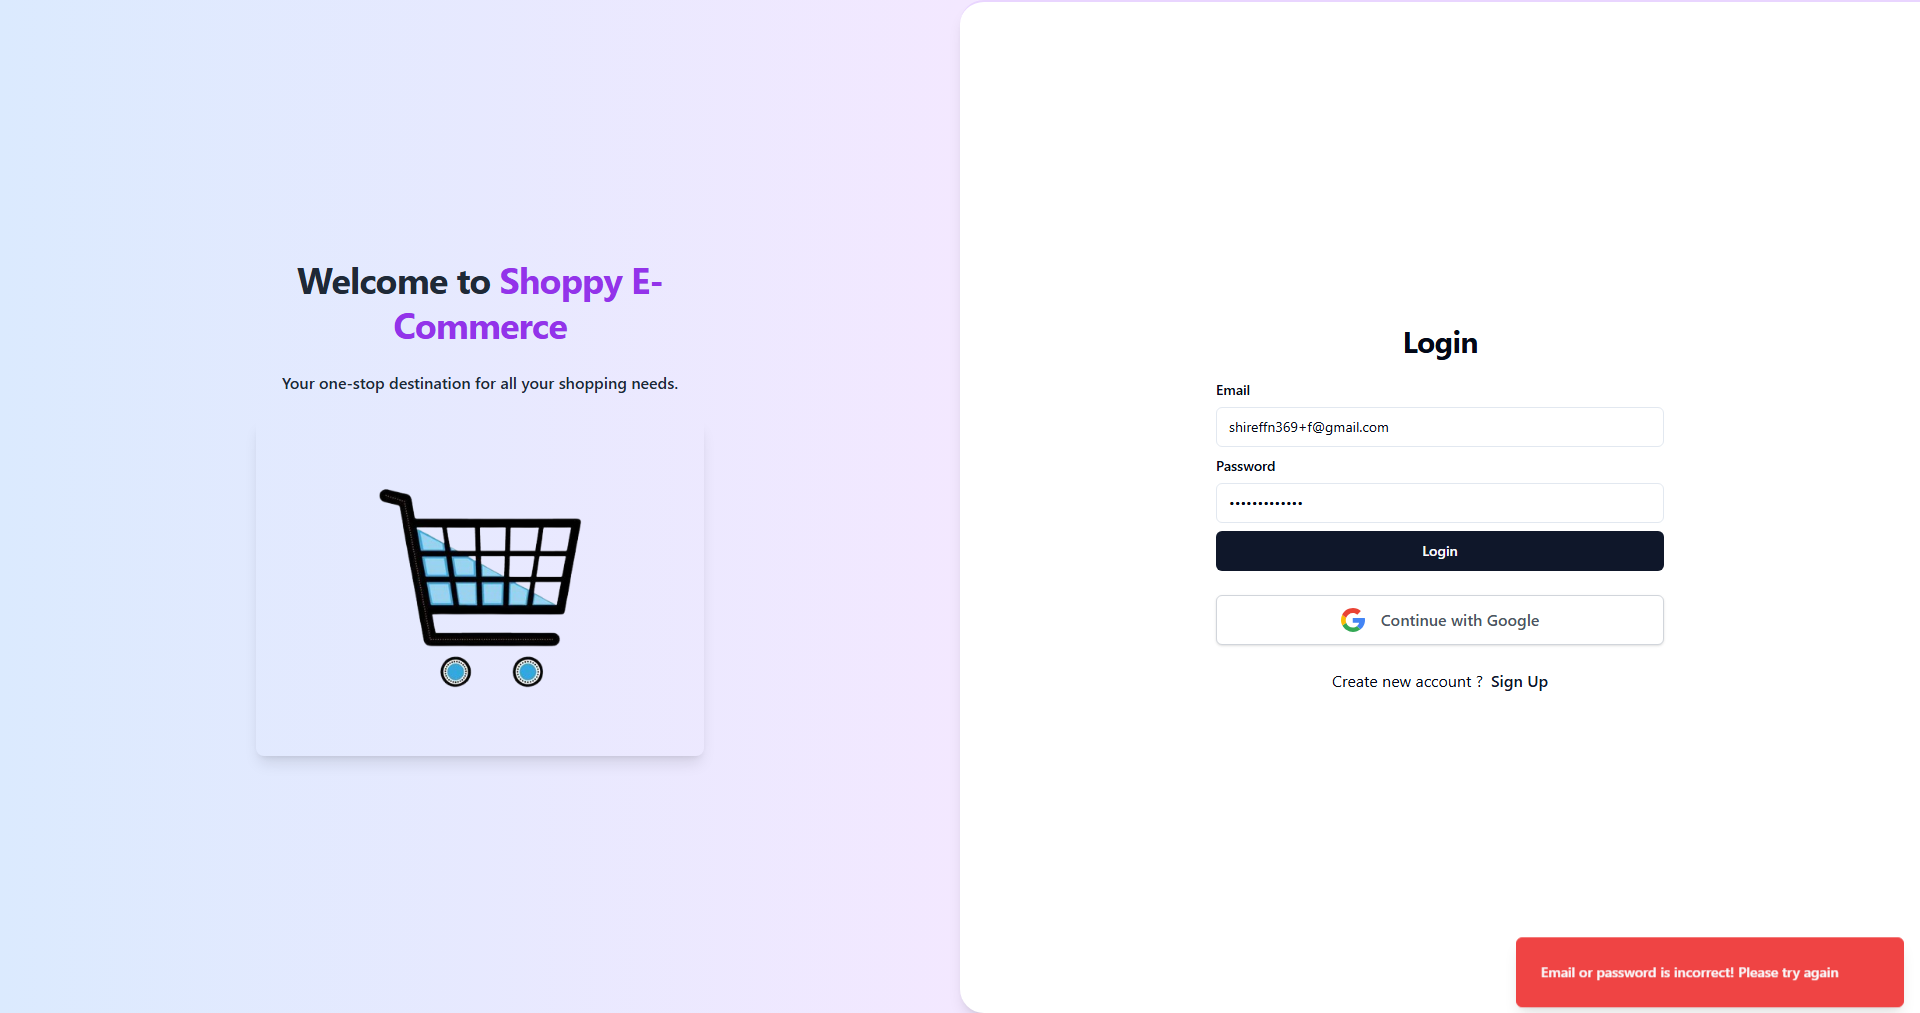 Welcome to Shoppy E-
Commerce
Your one-stop destination for all your shopping needs.
Login
Email
shireffn369+f@gmail.com
Password
•••••••••••••
Login
Continue with Google
Create new account ? Sign Up
Email or password is incorrect! Please try again